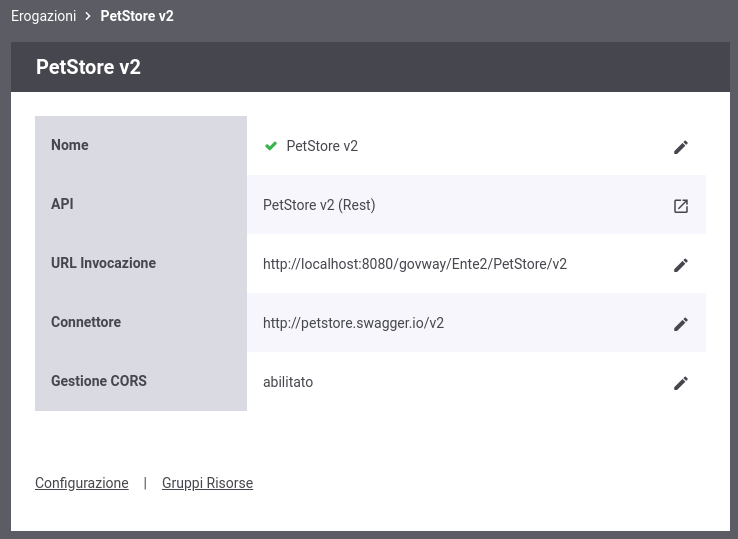 Erogazioni > PetStore v2
PetStore v2
Nome PetStore v2
API PetStore v2 (Rest)
URL Invocazione http://localhost:8080/govway/Ente2/PetStore/v2
Connettore http://petstore.swagger.io/v2
Gestione CORS abilitato
Configurazione | Gruppi Risorse